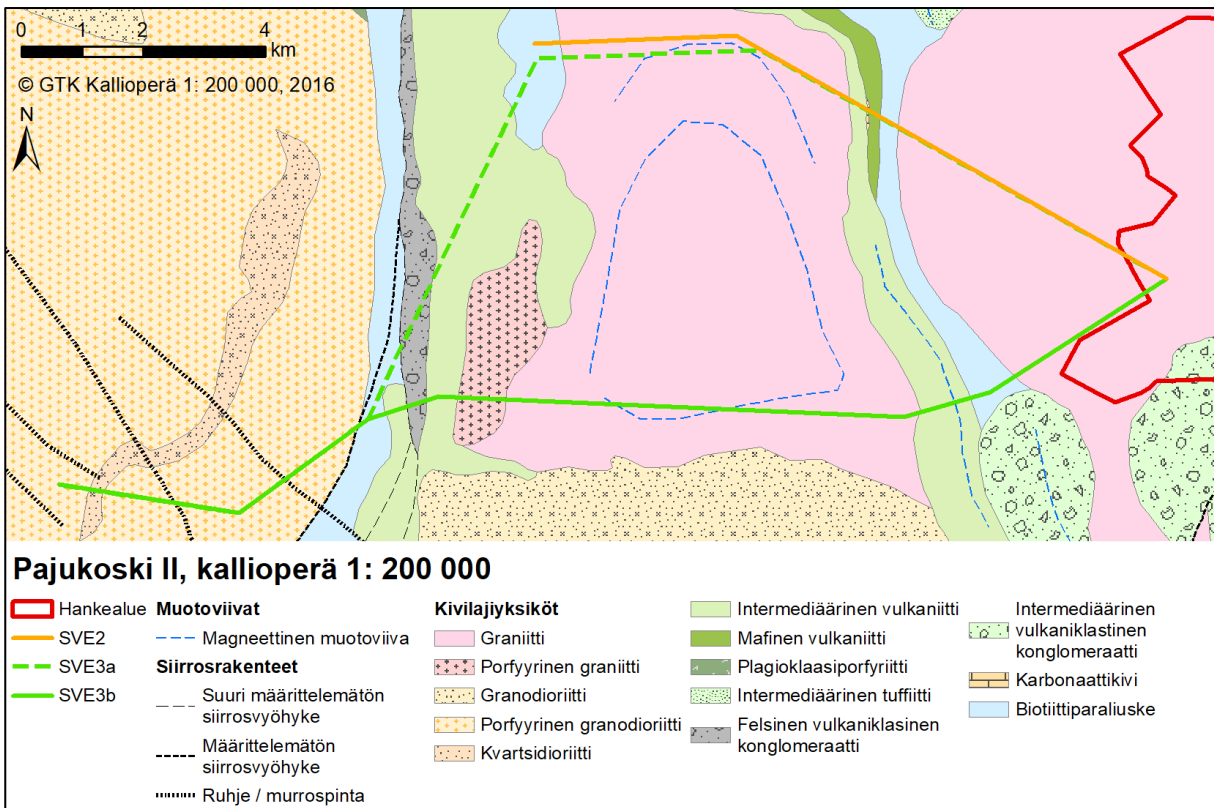 0 1 2 4
km
© GTK Kallioperä 1: 200 000, 2016
N
Pajukoski II, kallioperä 1: 200 000
Hankealue
SVE2
SVE3a
SVE3b
Muotoviivat
Magneettinen muotoviiva
Siirrosrakenteet
Suuri määrittelemätön
siirrosvyöhyke
Määrittelemätön
siirrosvyöhyke
Ruhje / murrospinta
Kivilajiyksiköt
Graniitti
Porfyyrinen graniitti
Granodioriitti
Porfyyrinen granodioriitti
Kvartsidioriitti
Intermediäärinen vulkaniitti
Mafinen vulkaniitti
Plagioklaasiporfyriitti
Intermediäärinen tuffiitti
Felsinen vulkaniklasinen
konglomeraatti
Intermediäärinen
vulkaniklastinen
konglomeraatti
Karbonaattikivi
Biotiittiparaliuske